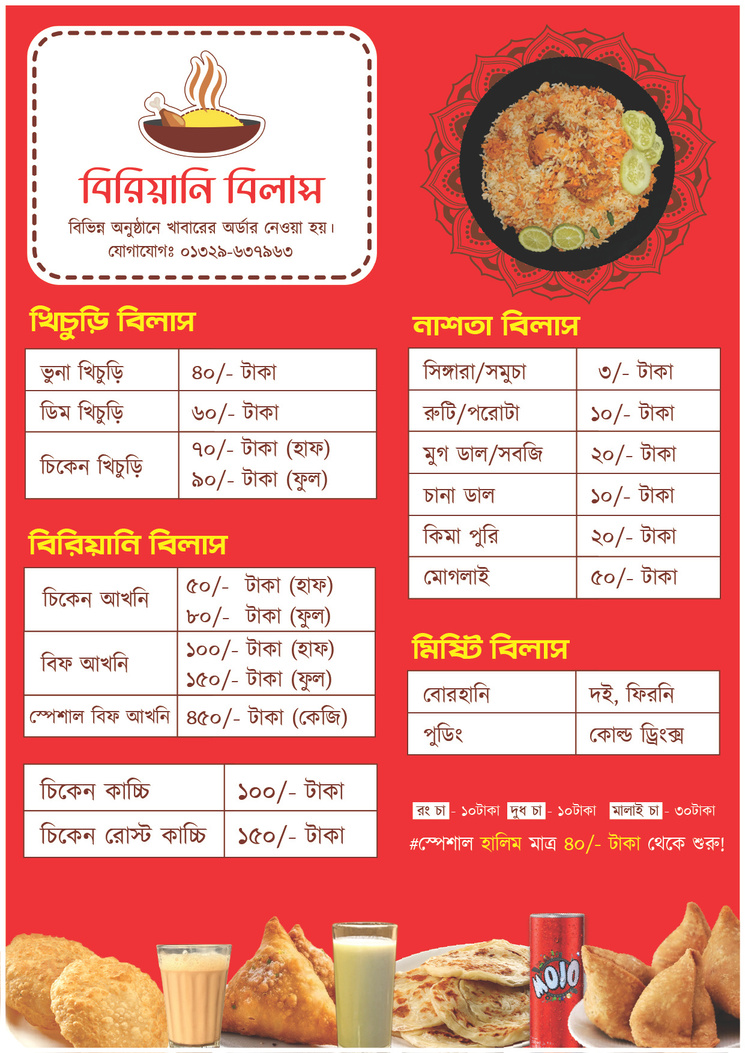 বিরিয়ানি বিলাস
বিভিন্ন অনুষ্ঠানে খাবারের অর্ডার নেওয়া হয়।
যোগাযোগঃ ০১৩২৯-৬৩৭৯৬৩
খিচুড়ি বিলাস
ভুনা খিচুড়ি ৪০/- টাকা
ডিম খিচুড়ি ৬০/- টাকা
চিকেন খিচুড়ি ৭০/- টাকা (হাফ)
৯০/- টাকা (ফুল)
বিরিয়ানি বিলাস
চিকেন আখনি ৫০/- টাকা (হাফ)
৮০/- টাকা (ফুল)
বিফ আখনি ১০০/- টাকা (হাফ)
১৫০/- টাকা (ফুল)
স্পেশাল বিফ আখনি ৪৫০/- টাকা (কেজি)
চিকেন কাচ্চি ১০০/- টাকা
চিকেন রোস্ট কাচ্চি ১৫০/- টাকা
নাশতা বিলাস
সিঙ্গারা/সমুচা ৩/- টাকা
রুটি/পরোটা ১০/- টাকা
মুগ ডাল/সবজি ২০/- টাকা
চানা ডাল ১০/- টাকা
কিমা পুরি ২০/- টাকা
মোগলাই ৫০/- টাকা
মিষ্টি বিলাস
বোরহানি দই, ফিরনি
পুডিং কোল্ড ড্রিংক্স
রং চা - ১০টাকা দুধ চা - ১০টাকা মালাই চা - ৩০টাকা
#স্পেশাল হালিম মাত্র ৪০/- টাকা থেকে শুরু!
MOJO